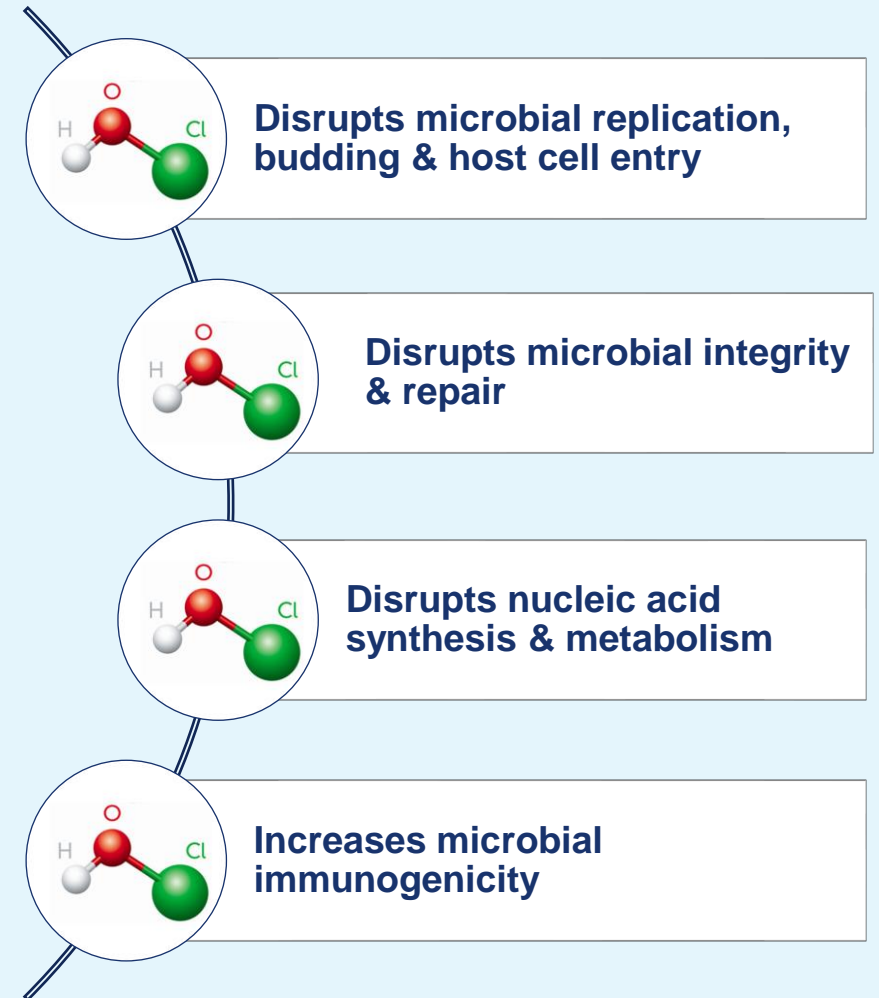 O
H Cl
Disrupts microbial replication,
budding & host cell entry
O
H Cl
Disrupts microbial integrity
& repair
O
H Cl
Disrupts nucleic acid
synthesis & metabolism
O
H Cl
Increases microbial
immunogenicity